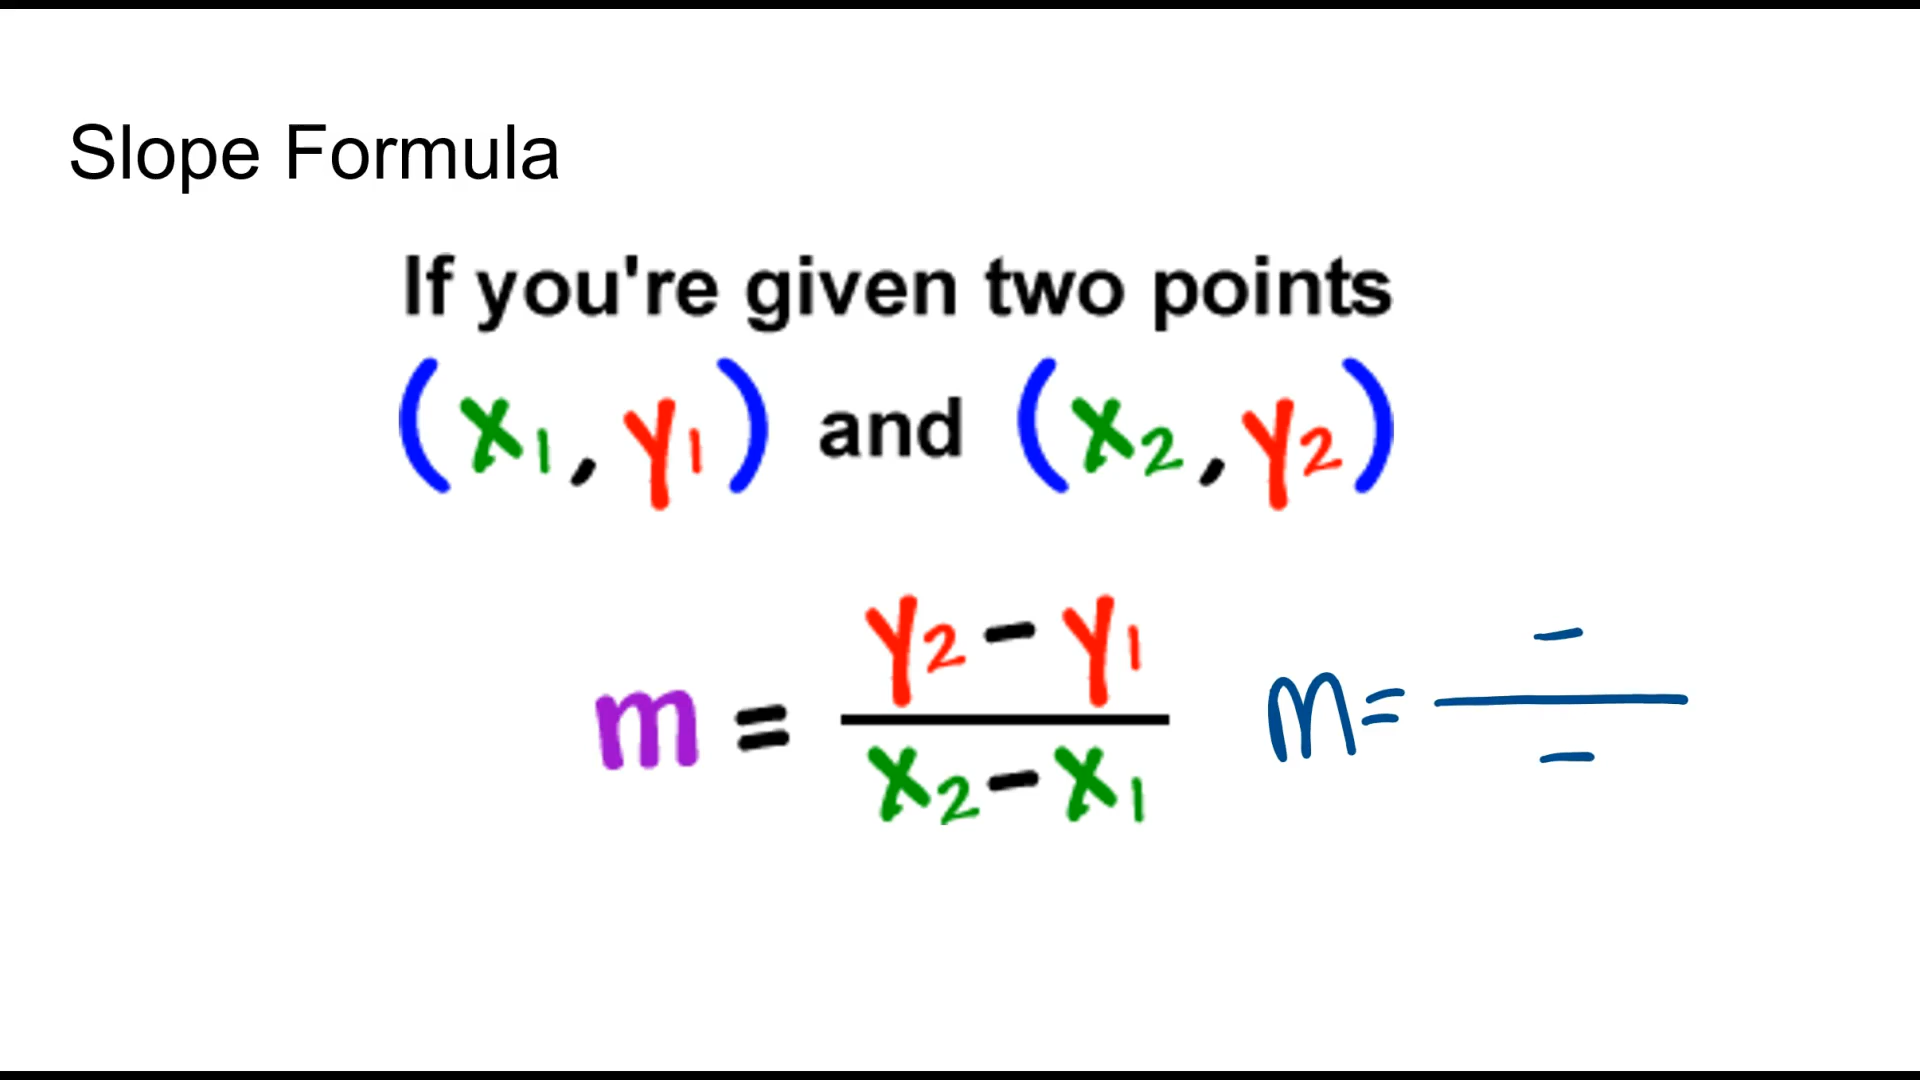 Slope Formula
If you're given two points
(x₁, y₁) and (x₂, y₂)
m = y₂ - y₁ / x₂ - x₁
m = - / -